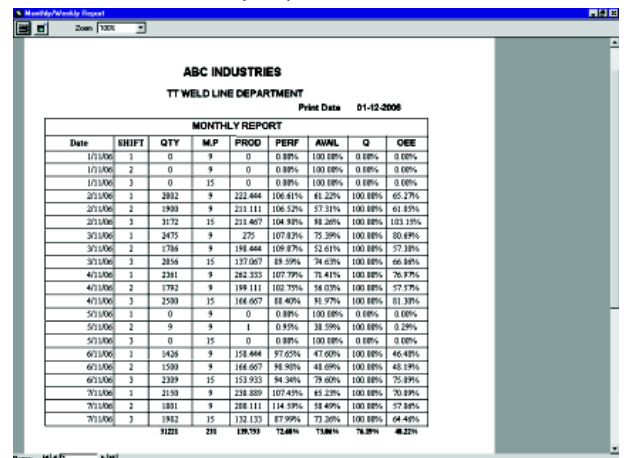 Monthly/Weekly Report
Zoom 100%
ABC INDUSTRIES
TT WELD LINE DEPARTMENT
Print Date 01-12-2006
MONTHLY REPORT
Date SHIFT QTY M.P PROD PERF AVAIL Q OEE
1/11/06 1 0 9 0 0.00% 100.00% 0.00% 0.00%
1/11/06 2 0 9 0 0.00% 100.00% 0.00% 0.00%
1/11/06 3 0 15 0 0.00% 100.00% 0.00% 0.00%
2/11/06 1 2002 9 222.444 106.61% 61.22% 100.00% 65.27%
2/11/06 2 1900 9 211.111 106.52% 57.31% 100.00% 61.05%
2/11/06 3 3172 15 211.467 104.98% 98.26% 100.00% 103.15%
3/11/06 1 2475 9 275 107.03% 75.39% 100.00% 80.69%
3/11/06 2 1786 9 198.444 109.07% 52.61% 100.00% 57.38%
3/11/06 3 2056 15 137.067 89.59% 74.63% 100.00% 66.86%
4/11/06 1 2361 9 262.333 107.79% 71.41% 100.00% 76.97%
4/11/06 2 1792 9 199.111 102.75% 56.03% 100.00% 57.57%
4/11/06 3 2500 15 166.667 88.40% 91.97% 100.00% 81.30%
5/11/06 1 0 9 0 0.00% 100.00% 0.00% 0.00%
5/11/06 2 9 9 1 0.95% 30.59% 100.00% 0.29%
5/11/06 3 0 15 0 0.00% 100.00% 0.00% 0.00%
6/11/06 1 1426 9 158.444 97.65% 47.60% 100.00% 46.48%
6/11/06 2 1500 9 166.667 98.98% 48.69% 100.00% 48.19%
6/11/06 3 2309 15 153.933 94.34% 79.60% 100.00% 75.09%
7/11/06 1 2150 9 238.889 107.45% 65.23% 100.00% 70.09%
7/11/06 2 1801 9 200.111 114.59% 50.49% 100.00% 57.86%
7/11/06 3 1982 15 132.133 87.99% 73.26% 100.00% 64.46%
31221 231 139.793 72.60% 73.06% 76.19% 48.22%